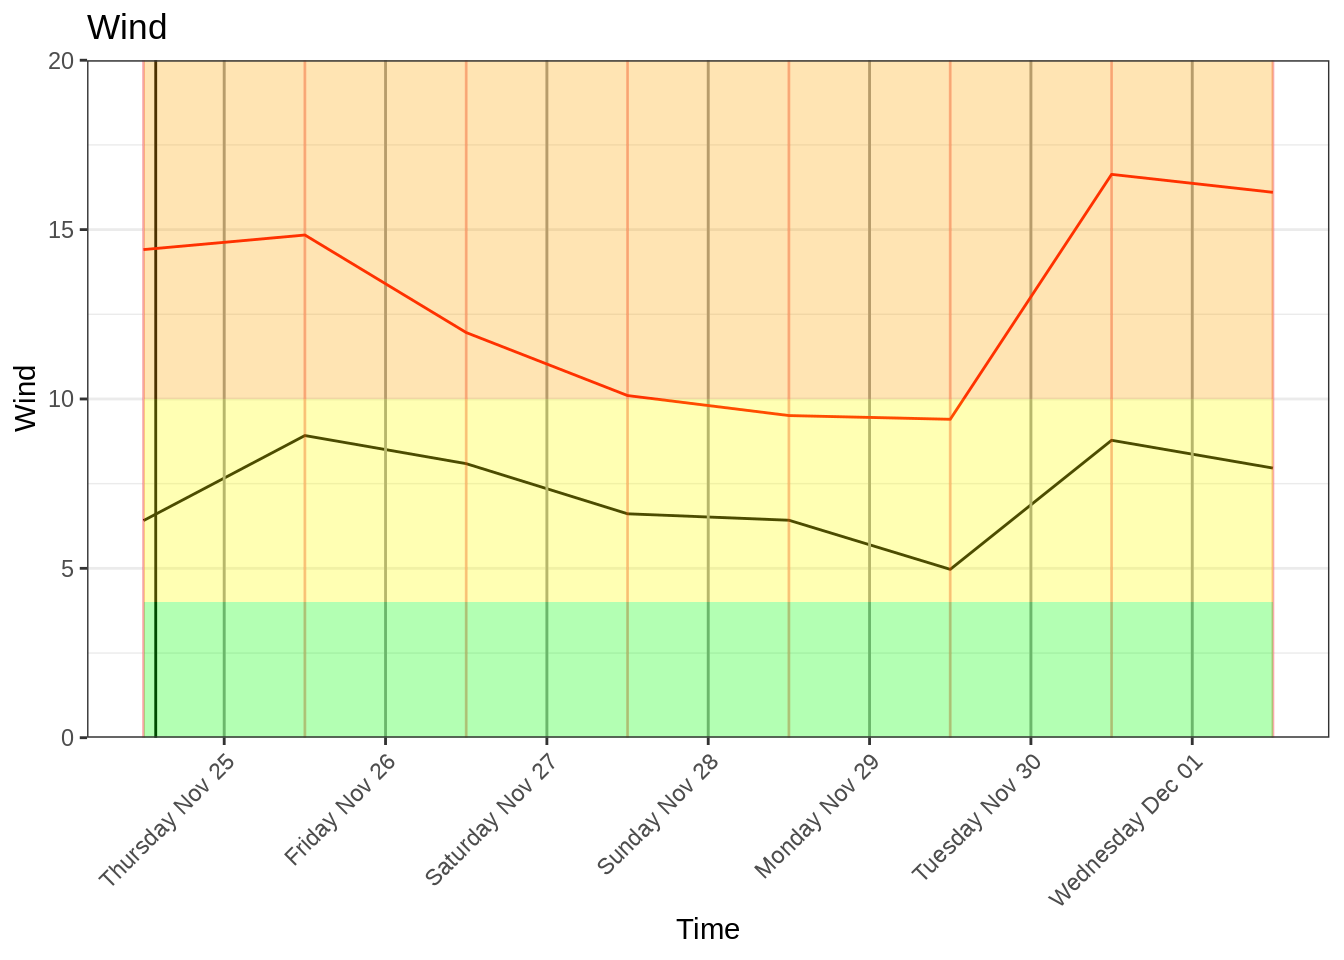 Wind
20
15
10
5
0
Wind
Thursday Nov 25
Friday Nov 26
Saturday Nov 27
Sunday Nov 28
Monday Nov 29
Tuesday Nov 30
Wednesday Dec 01
Time